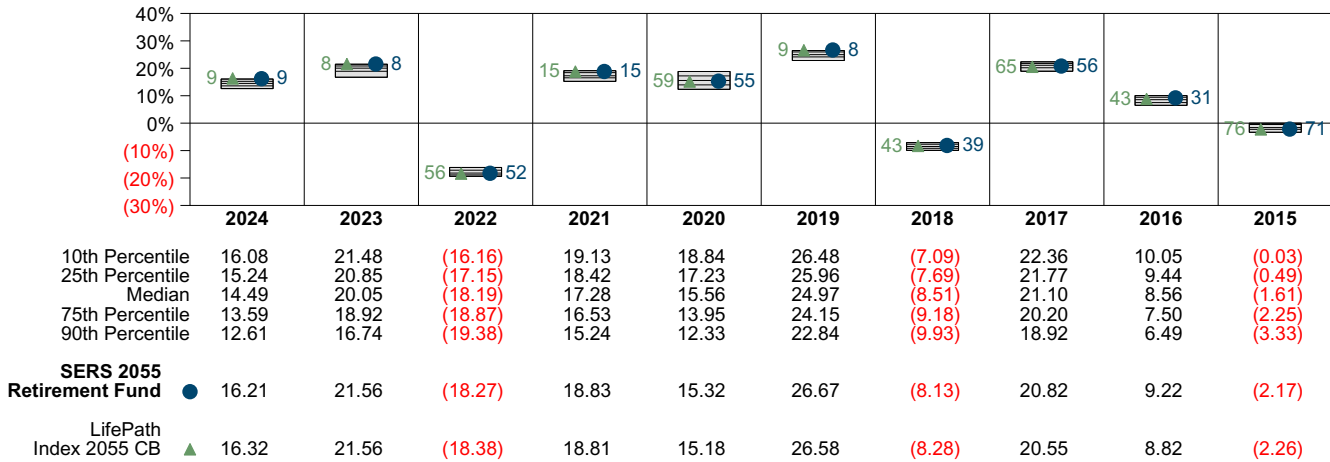 40%
30%
20%
10%
0%
(10%)
(20%)
(30%)
9 9 8 8 56 52 15 15 59 55 9 8 43 39 65 56 43 31 76 71
2024 2023 2022 2021 2020 2019 2018 2017 2016 2015
10th Percentile 16.08 21.48 (16.16) 19.13 18.84 26.48 (7.09) 22.36 10.05 (0.03)
25th Percentile 15.24 20.85 (17.15) 18.42 17.23 25.96 (7.69) 21.77 9.44 (0.49)
Median 14.49 20.05 (18.19) 17.28 15.56 24.97 (8.51) 21.10 8.56 (1.61)
75th Percentile 13.59 18.92 (18.87) 16.53 13.95 24.15 (9.18) 20.20 7.50 (2.25)
90th Percentile 12.61 16.74 (19.38) 15.24 12.33 22.84 (9.93) 18.92 6.49 (3.33)
SERS 2055
Retirement Fund 16.21 21.56 (18.27) 18.83 15.32 26.67 (8.13) 20.82 9.22 (2.17)
LifePath
Index 2055 CB 16.32 21.56 (18.38) 18.81 15.18 26.58 (8.28) 20.55 8.82 (2.26)